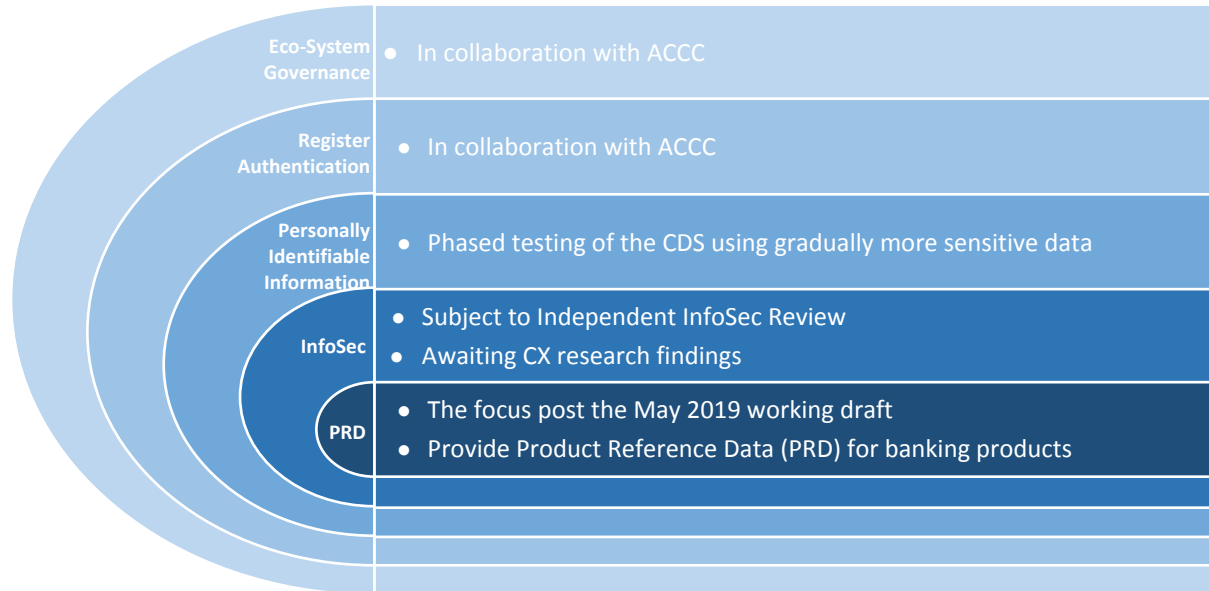 Eco-System
Governance
● In collaboration with ACCC
Register
Authentication
● In collaboration with ACCC
Personally
Identifiable
Information
● Phased testing of the CDS using gradually more sensitive data
InfoSec
● Subject to Independent InfoSec Review
● Awaiting CX research findings
PRD
● The focus post the May 2019 working draft
● Provide Product Reference Data (PRD) for banking products